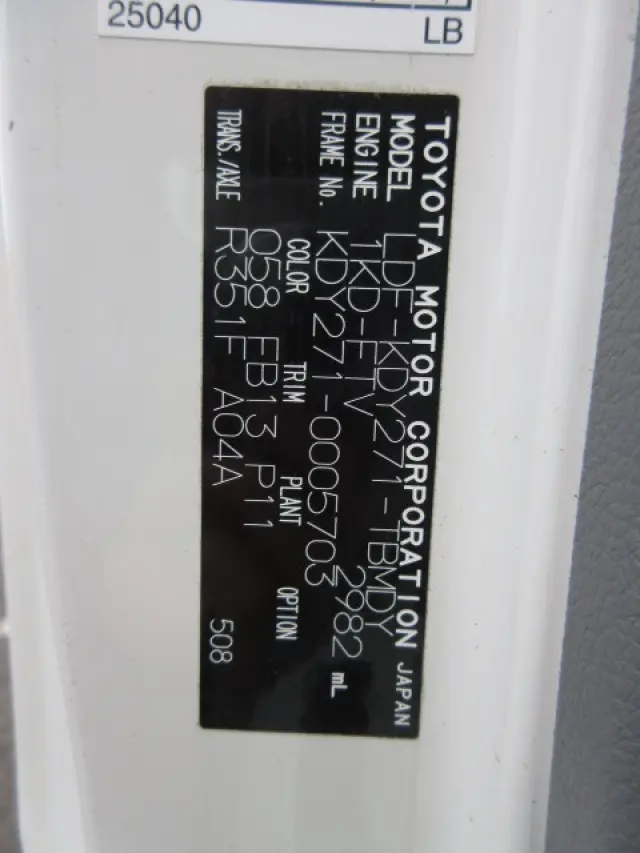 25040 LB
TOYOTA MOTOR CORPORATION JAPAN
MODEL LDF-KDY271-TBMDY
ENGINE 1KD-FTV 2982 mL
FRAME No. KDY271-0005703
COLOR TRIM PLANT OPTION
058 FB13 P11
TRANS./AXLE R351F A04A 508